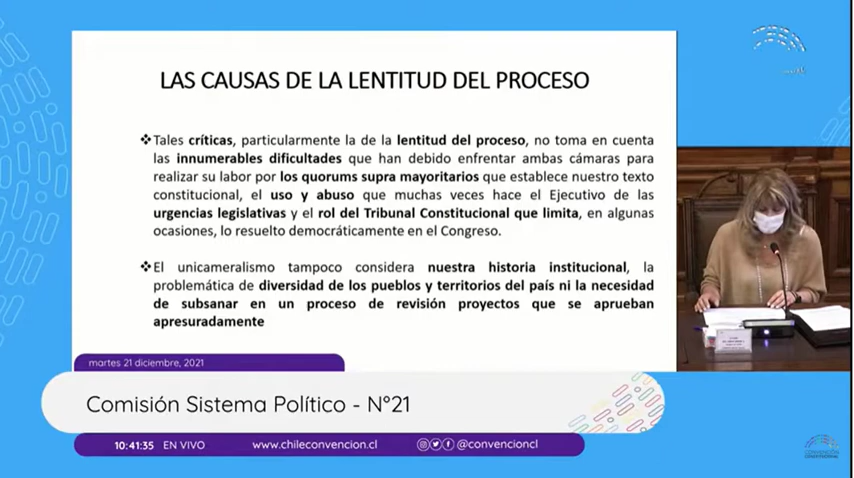 LAS CAUSAS DE LA LENTITUD DEL PROCESO
❖Tales críticas, particularmente la de la lentitud del proceso, no toma en cuenta
las innumerables dificultades que han debido enfrentar ambas cámaras para
realizar su labor por los quorums supra mayoritarios que establece nuestro texto
constitucional, el uso y abuso que muchas veces hace el Ejecutivo de las
urgencias legislativas y el rol del Tribunal Constitucional que limita, en algunas
ocasiones, lo resuelto democráticamente en el Congreso.
❖El unicameralismo tampoco considera nuestra historia institucional, la
problemática de diversidad de los pueblos y territorios del país ni la necesidad
de subsanar en un proceso de revisión proyectos que se aprueban
apresuradamente
martes 21 diciembre, 2021
Comisión Sistema Político - N°21
10:41:35 EN VIVO www.chileconvencion.cl @convencioncl
CONVENCIÓN
CONSTITUCIONAL